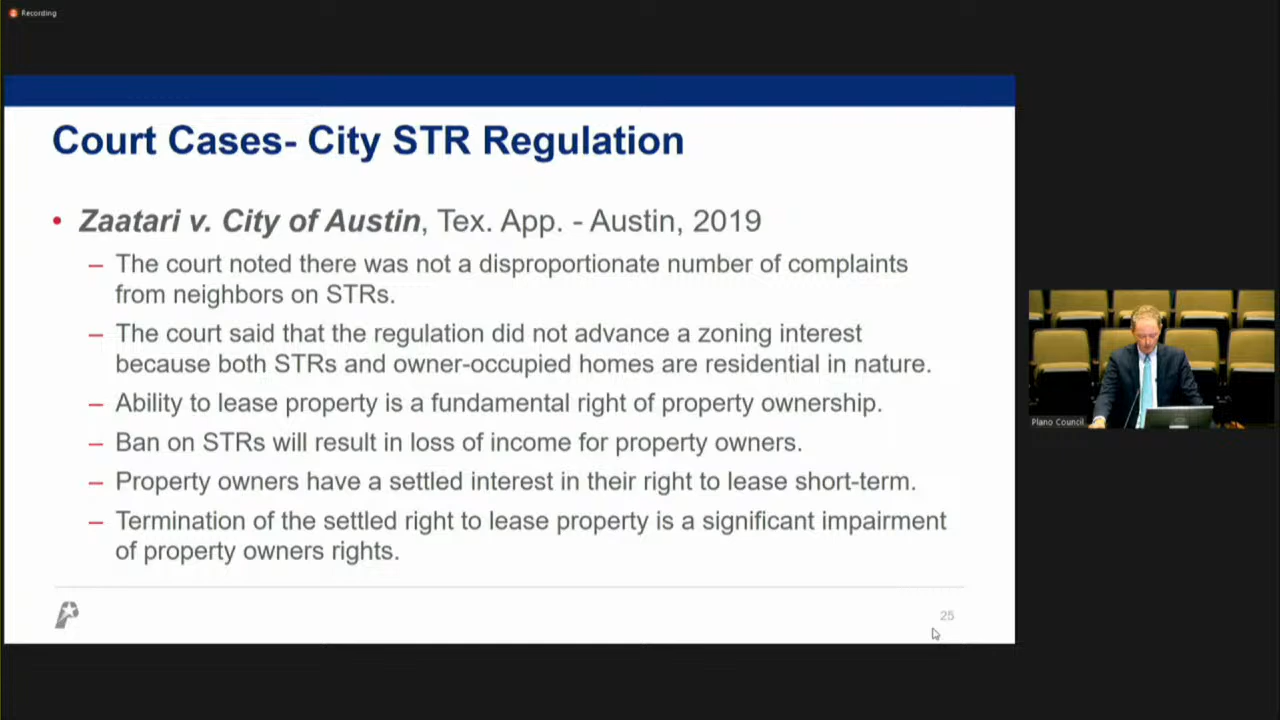 Recording
Court Cases- City STR Regulation
• Zaatari v. City of Austin, Tex. App. - Austin, 2019
– The court noted there was not a disproportionate number of complaints
from neighbors on STRs.
– The court said that the regulation did not advance a zoning interest
because both STRs and owner-occupied homes are residential in nature.
– Ability to lease property is a fundamental right of property ownership.
– Ban on STRs will result in loss of income for property owners.
– Property owners have a settled interest in their right to lease short-term.
– Termination of the settled right to lease property is a significant impairment
of property owners rights.
25
Plano Council